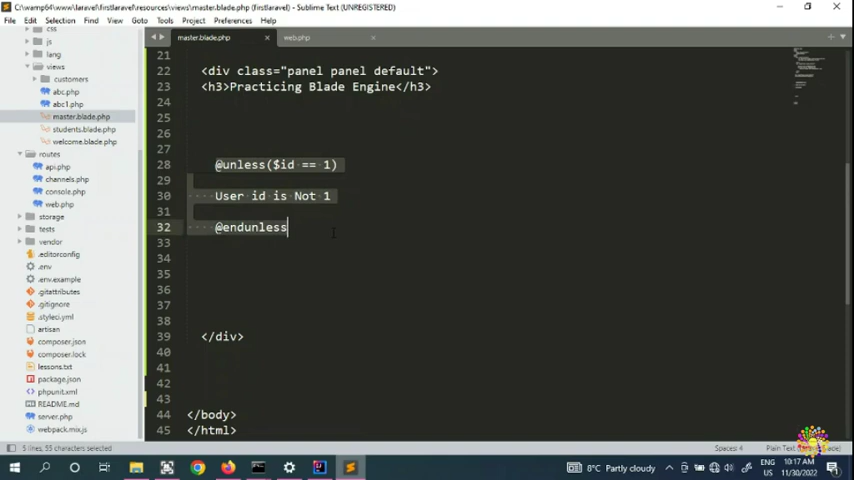 C:\wamp64\www\laravel\firstlaravel\resources\views\master.blade.php (firstlaravel) - Sublime Text (UNREGISTERED)
File Edit Selection Find View Goto Tools Project Preferences Help
css
js
lang
views
customers
abc.php
abc1.php
master.blade.php
students.blade.php
welcome.blade.php
routes
api.php
channels.php
console.php
web.php
storage
tests
vendor
.editorconfig
.env
.env.example
.gitattributes
.gitignore
.styleci.yml
artisan
composer.json
composer.lock
lessons.txt
package.json
phpunit.xml
README.md
server.php
webpack.mix.js
master.blade.php × web.php ×
21
22 <div class="panel panel default">
23 <h3>Practicing Blade Engine</h3>
24
25
26
27
28 @unless($id == 1)
29
30 User id is Not 1
31
32 @endunless
33
34
35
36
37
38
39 </div>
40
41
42
43
44 </body>
45 </html>
5 lines, 55 characters selected
Spaces: 4 Plain Text (Blade)
8°C Partly cloudy
ENG
US
10:17 AM
11/30/2022